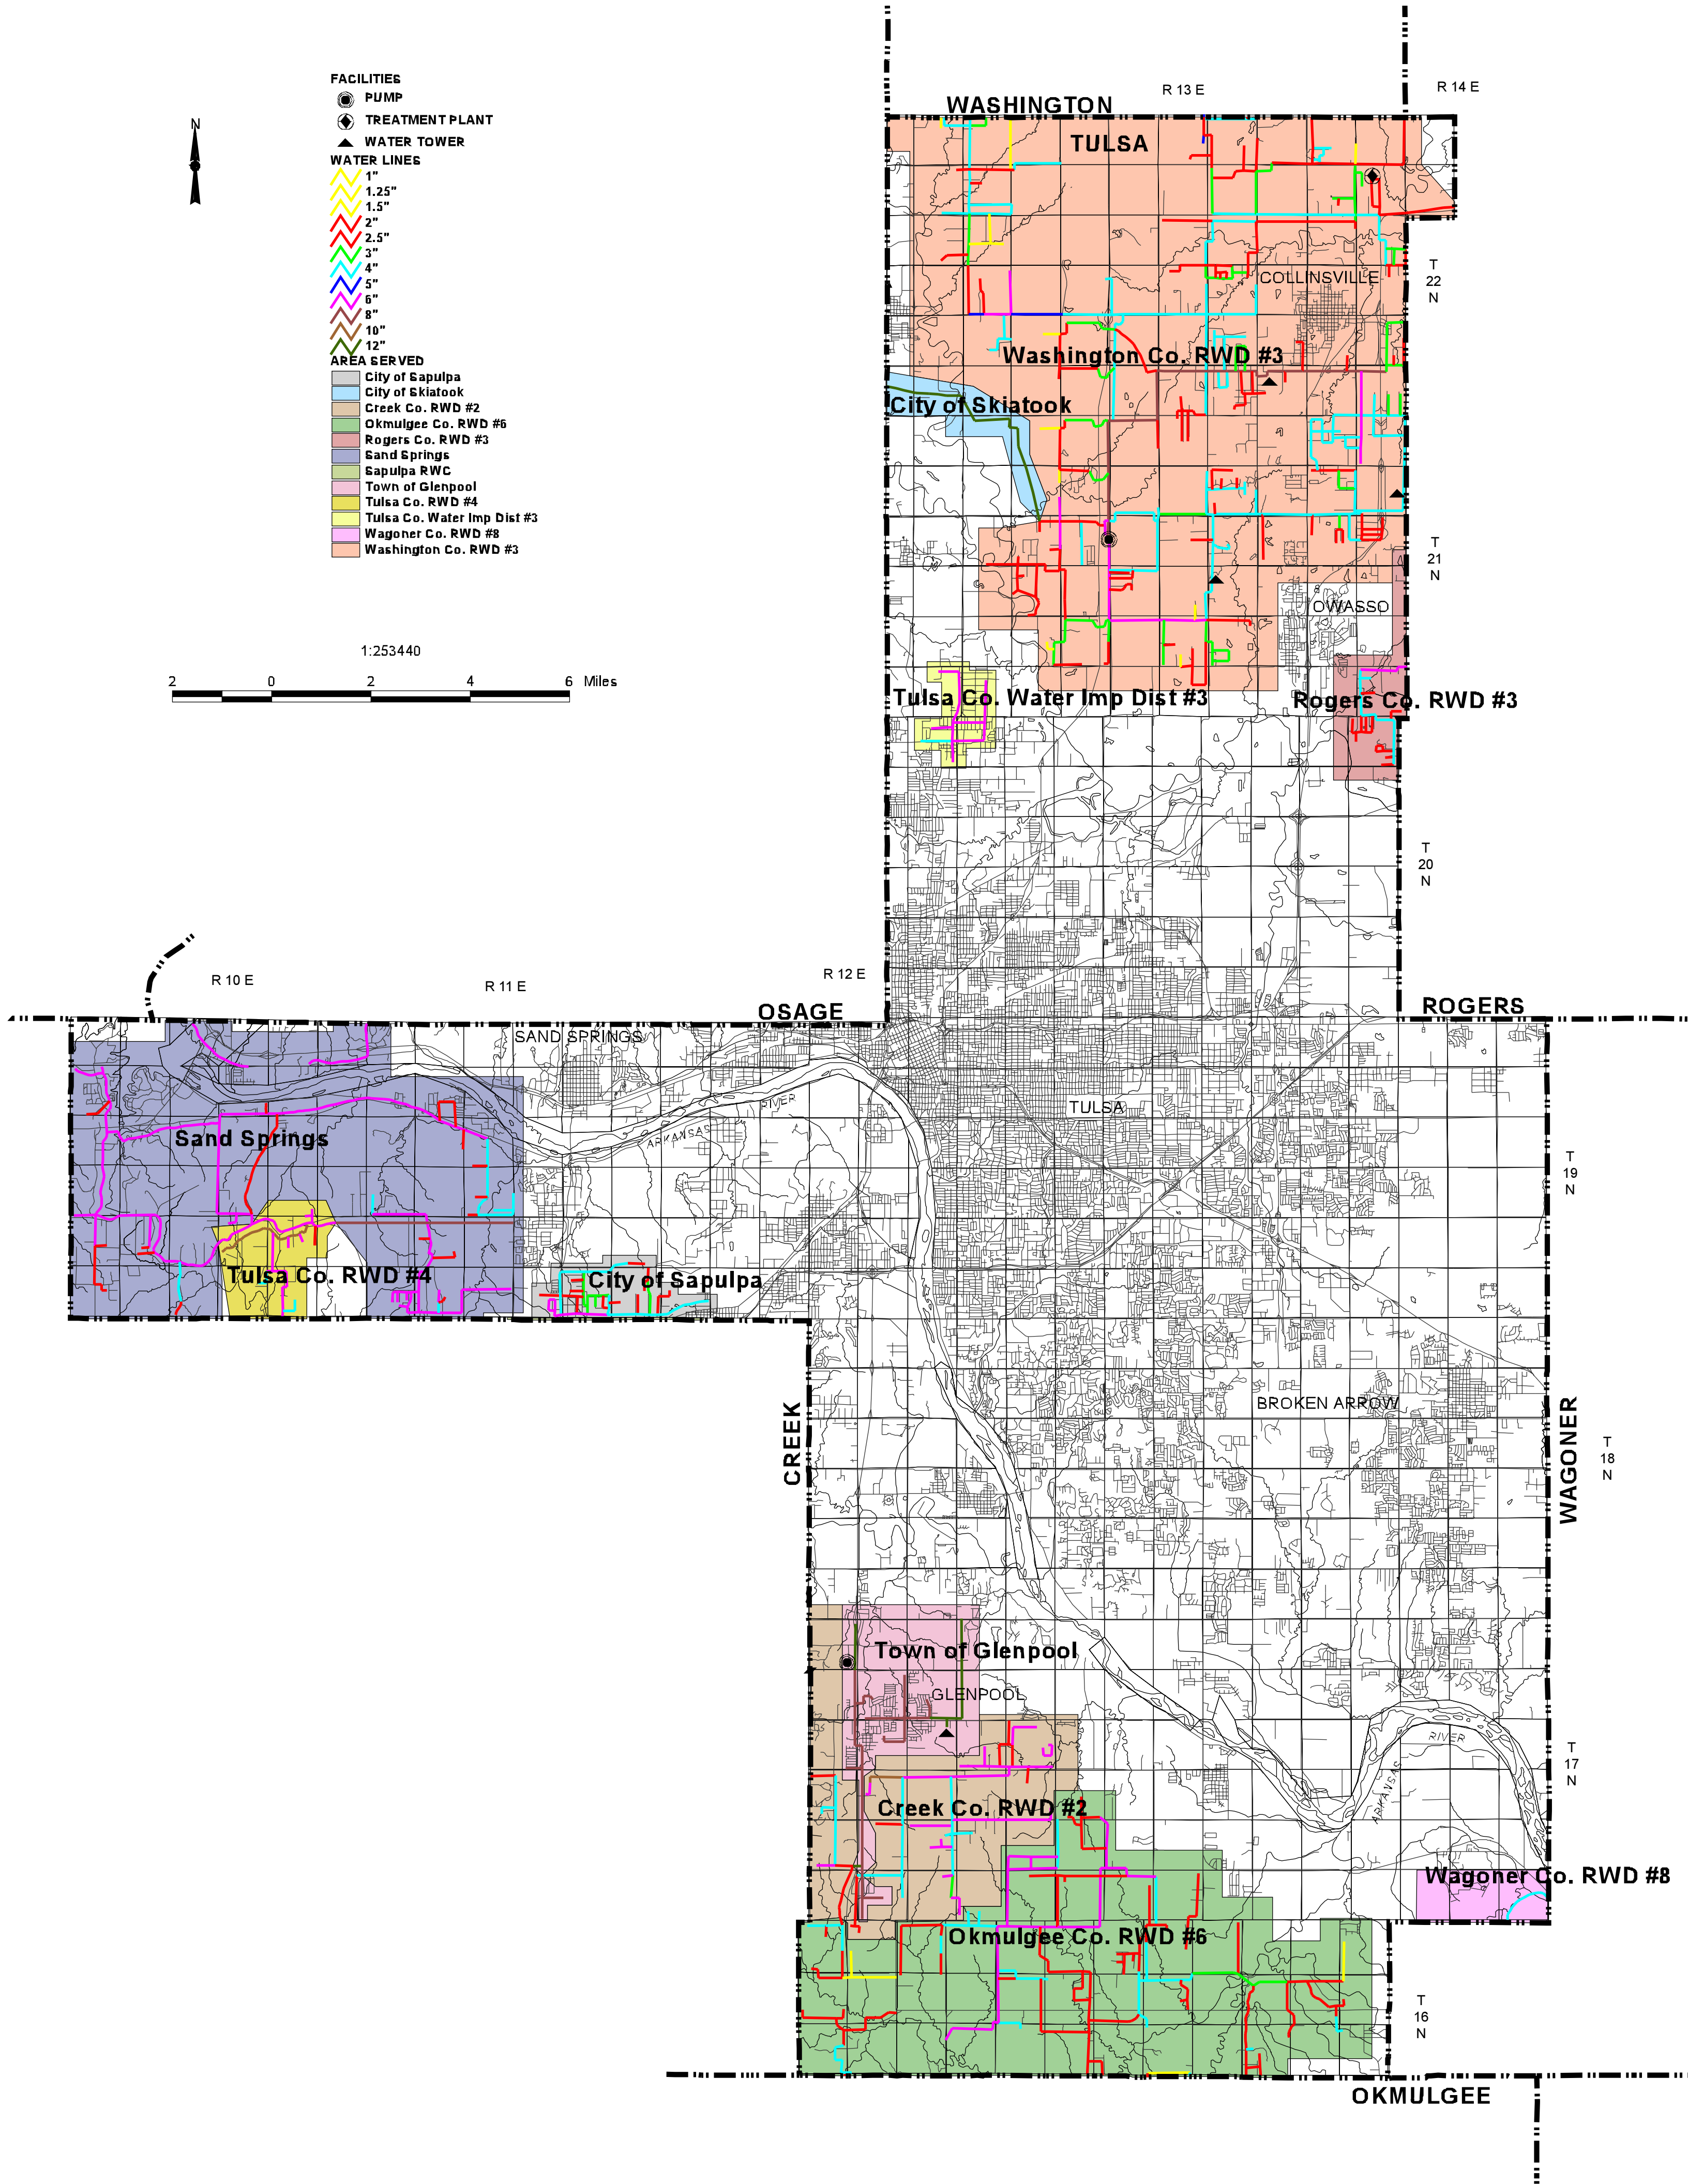 FACILITIES
PUMP
TREATMENT PLANT
WATER TOWER
WATER LINES
1"
1.25"
1.5"
2"
2.5"
3"
4"
5"
6"
8"
10"
12"
AREA SERVED
City of Sapulpa
City of Skiatook
Creek Co. RWD #2
Okmulgee Co. RWD #6
Rogers Co. RWD #3
Sand Springs
Sapulpa RWC
Town of Glenpool
Tulsa Co. RWD #4
Tulsa Co. Water Imp Dist #3
Wagoner Co. RWD #8
Washington Co. RWD #3
N
1:253440
2 0 2 4 6 Miles
R 13 E
R 14 E
WASHINGTON
TULSA
T
22
N
COLLINSVILLE
Washington Co. RWD #3
City of Skiatook
T
21
N
OWASSO
Tulsa Co. Water Imp Dist #3
Rogers Co. RWD #3
T
20
N
R 10 E
R 11 E
R 12 E
OSAGE
ROGERS
SAND SPRINGS
TULSA
RIVER
ARKANSAS
Sand Springs
T
19
N
Tulsa Co. RWD #4
City of Sapulpa
CREEK
BROKEN ARROW
WAGONER
T
18
N
Town of Glenpool
GLENPOOL
RIVER
ARKANSAS
T
17
N
Creek Co. RWD #2
Wagoner Co. RWD #8
Okmulgee Co. RWD #6
T
16
N
OKMULGEE